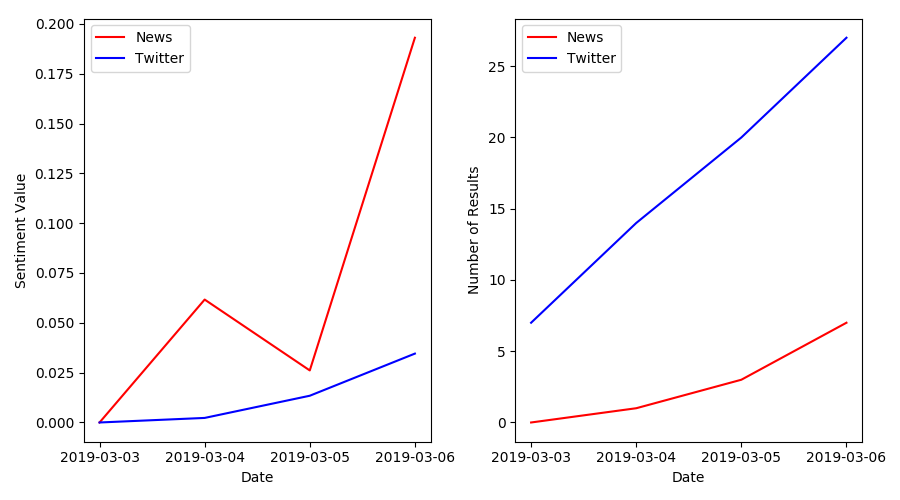 0.200
0.175
0.150
0.125
0.100
0.075
0.050
0.025
0.000
Sentiment Value
News
Twitter
2019-03-03 2019-03-04 2019-03-05 2019-03-06
Date
25
20
15
10
5
0
Number of Results
News
Twitter
2019-03-03 2019-03-04 2019-03-05 2019-03-06
Date